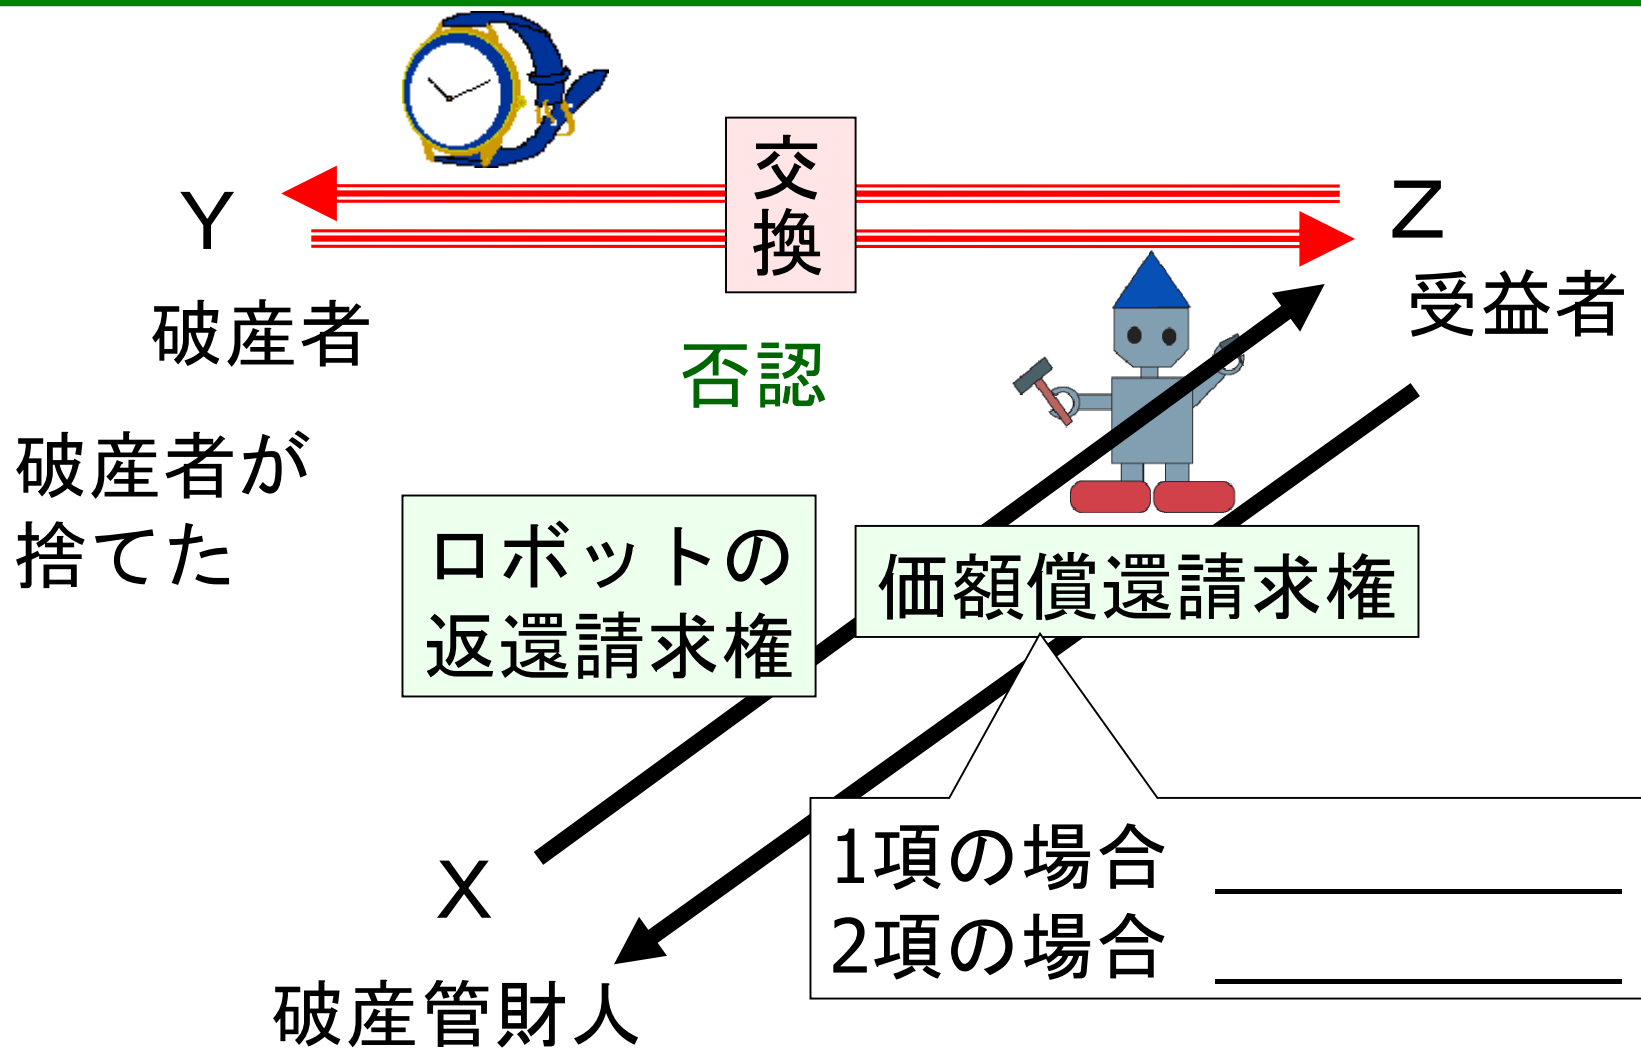 交
換
Y
Z
破産者
受益者
否認
破産者が
捨てた
ロボットの
返還請求権
価額償還請求権
1項の場合
2項の場合
X
破産管財人